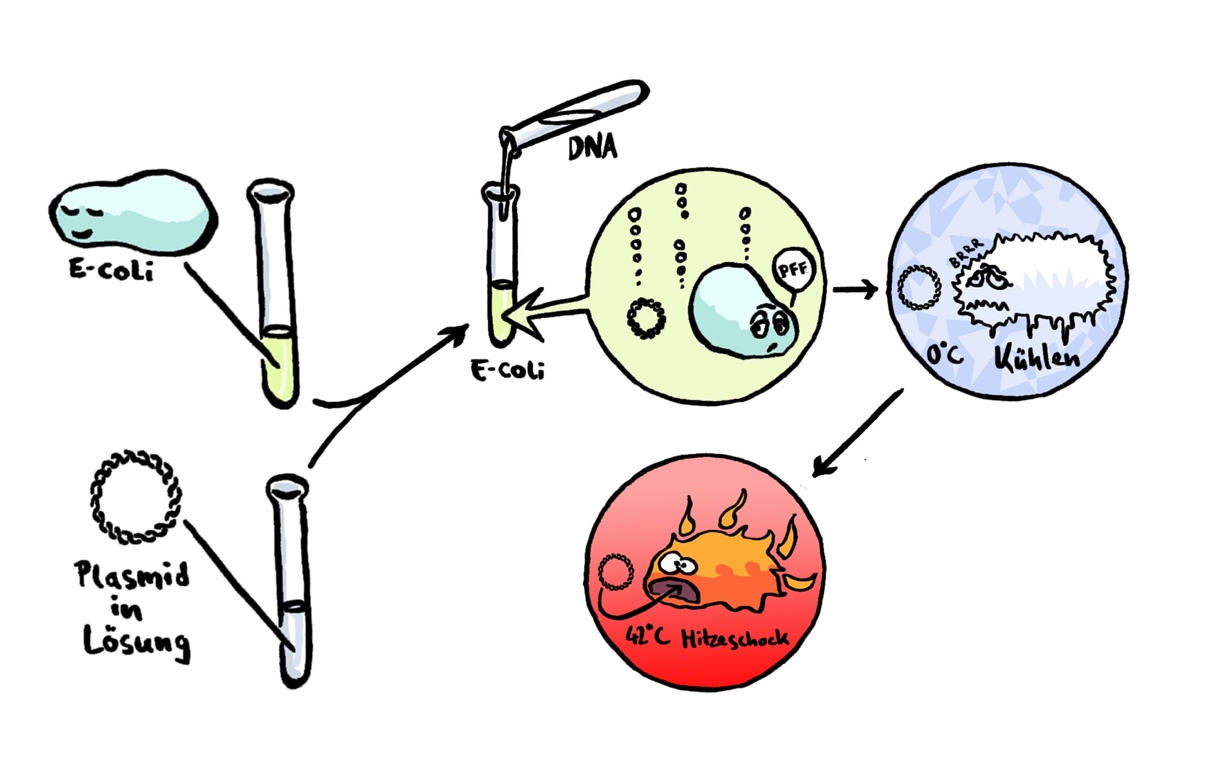 E-coli
Plasmid
in
Lösung
DNA
E-coli
PFF
BRRR
0°C Kühlen
42°C Hitzeschock